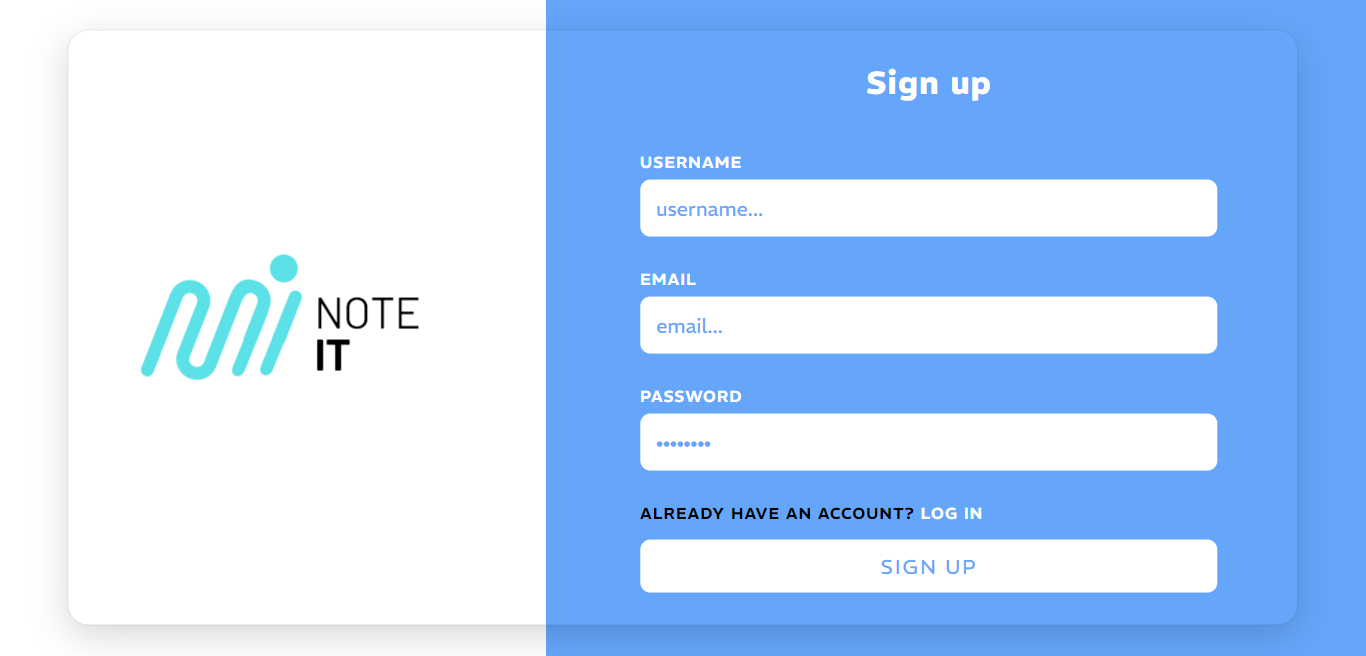 NOTE
IT
Sign up
USERNAME
username...
EMAIL
email...
PASSWORD
••••••••
ALREADY HAVE AN ACCOUNT? LOG IN
SIGN UP